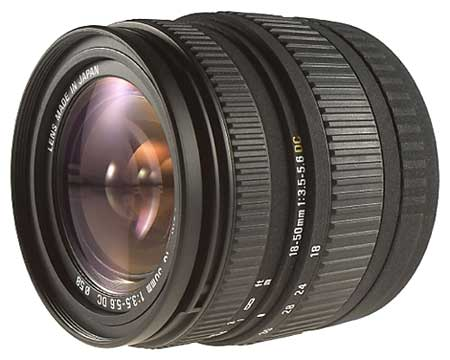 LENS MADE IN JAPAN
1:3.5-5.6 DC ø58
18-50mm 1:3.5-5.6 DC
ft
∞
28 24 18